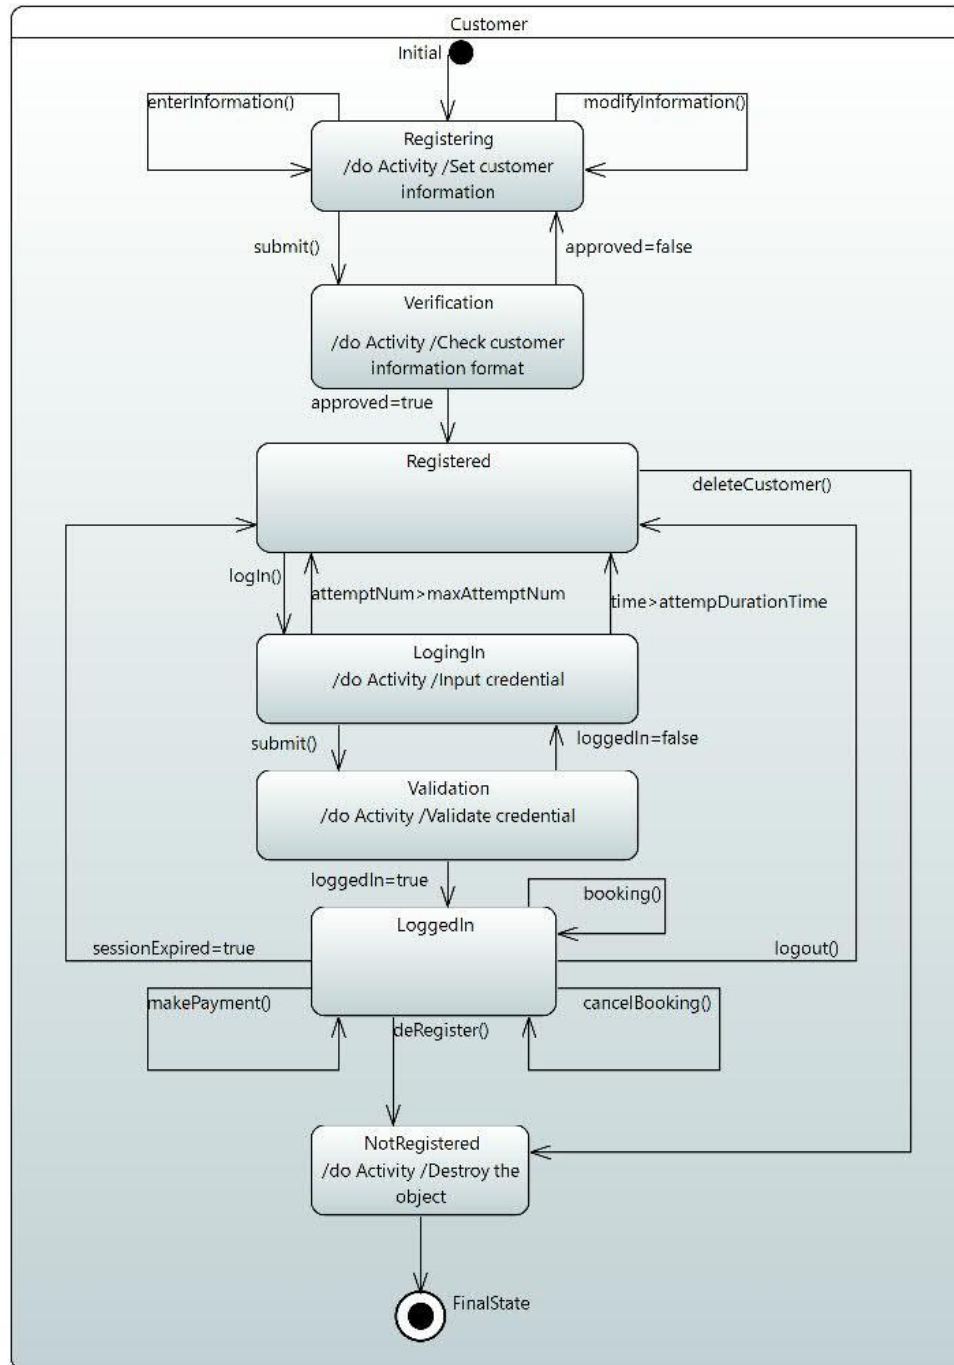 Customer
Initial
enterInformation()
modifyInformation()
Registering
/do Activity /Set customer
information
submit()
approved=false
Verification
/do Activity /Check customer
information format
approved=true
Registered
deleteCustomer()
logIn()
attemptNum>maxAttemptNum
time>attempDurationTime
LogingIn
/do Activity /Input credential
submit()
loggedIn=false
Validation
/do Activity /Validate credential
loggedIn=true
booking()
LoggedIn
sessionExpired=true
logout()
makePayment()
cancelBooking()
deRegister()
NotRegistered
/do Activity /Destroy the
object
FinalState